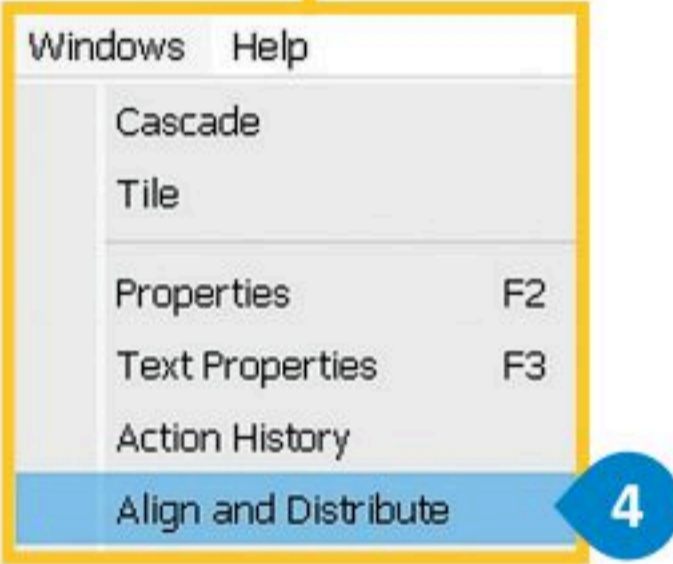 Windows Help
Cascade
Tile
Properties F2
Text Properties F3
Action History
Align and Distribute 4